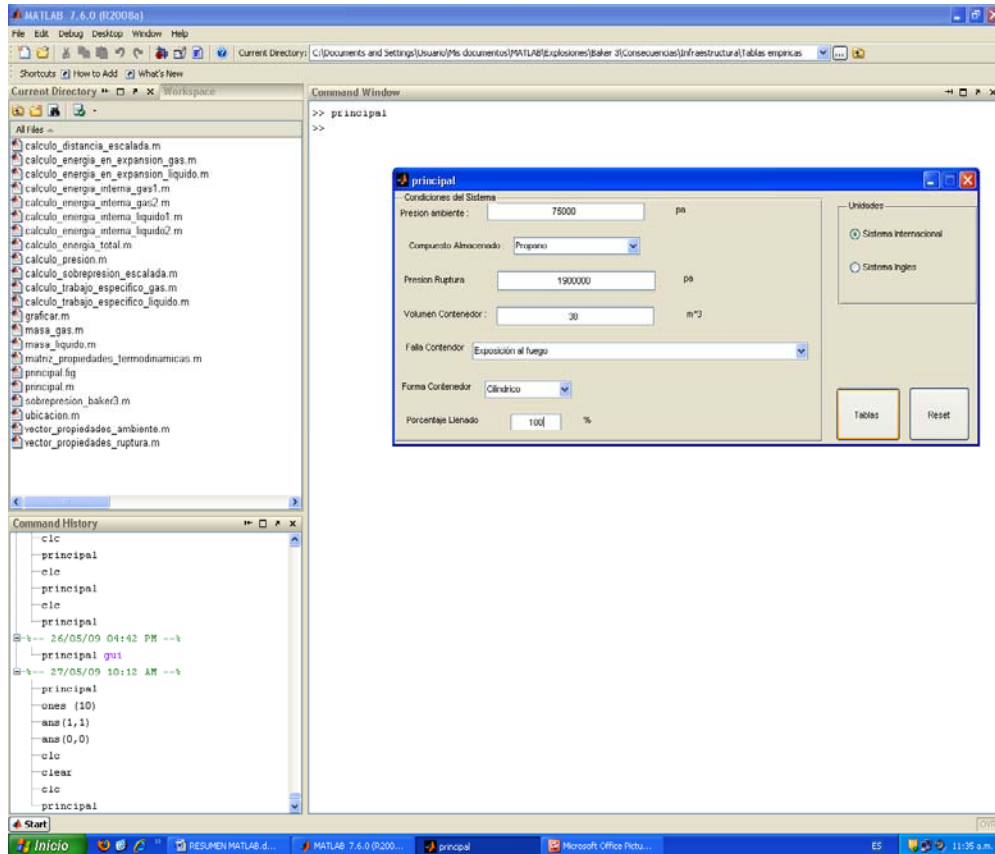 MATLAB 7.6.0 (R2008a)
File Edit Debug Desktop Window Help
Current Directory: C:\Documents and Settings\Usuario\Mis documentos\MATLAB\Explosiones\Baker 3\Consecuencias\Infraestructura\Tablas empiricas
Shortcuts How to Add What's New
Current Directory Workspace
All Files
calculo_distancia_escalada.m
calculo_energia_en_expansion_gas.m
calculo_energia_en_expansion_liquido.m
calculo_energia_interna_gas1.m
calculo_energia_interna_gas2.m
calculo_energia_interna_liquido1.m
calculo_energia_interna_liquido2.m
calculo_energia_total.m
calculo_presion.m
calculo_sobrepresion_escalada.m
calculo_trabajo_especifico_gas.m
calculo_trabajo_especifico_liquido.m
graficar.m
masa_gas.m
masa_liquido.m
matriz_propiedades_termodinamicas.m
principal.fig
principal.m
sobrepresion_baker3.m
ubicacion.m
vector_propiedades_ambiente.m
vector_propiedades_ruptura.m
Command History
clc
principal
clc
principal
clc
principal
%-- 26/05/09 04:42 PM --%
principal gui
%-- 27/05/09 10:12 AM --%
principal
ones (10)
ans(1,1)
ans(0,0)
clc
clear
clc
principal
Command Window
>> principal
>>
principal
Condiciones del Sistema
Presion ambiente : 75000 pa
Compuesto Almacenado Propano
Presion Ruptura 1900000 pa
Volumen Contenedor : 30 m^3
Falla Contendor Exposición al fuego
Forma Contenedor Cilindrico
Porcentaje Llenado 100 %
Unidades
Sistema Internacional
Sistema Ingles
Tablas Reset
Start
OVR
Inicio RESUMEN MATLAB.d... MATLAB 7.6.0 (R200... principal Microsoft Office Pictu... ES 11:35 a.m.